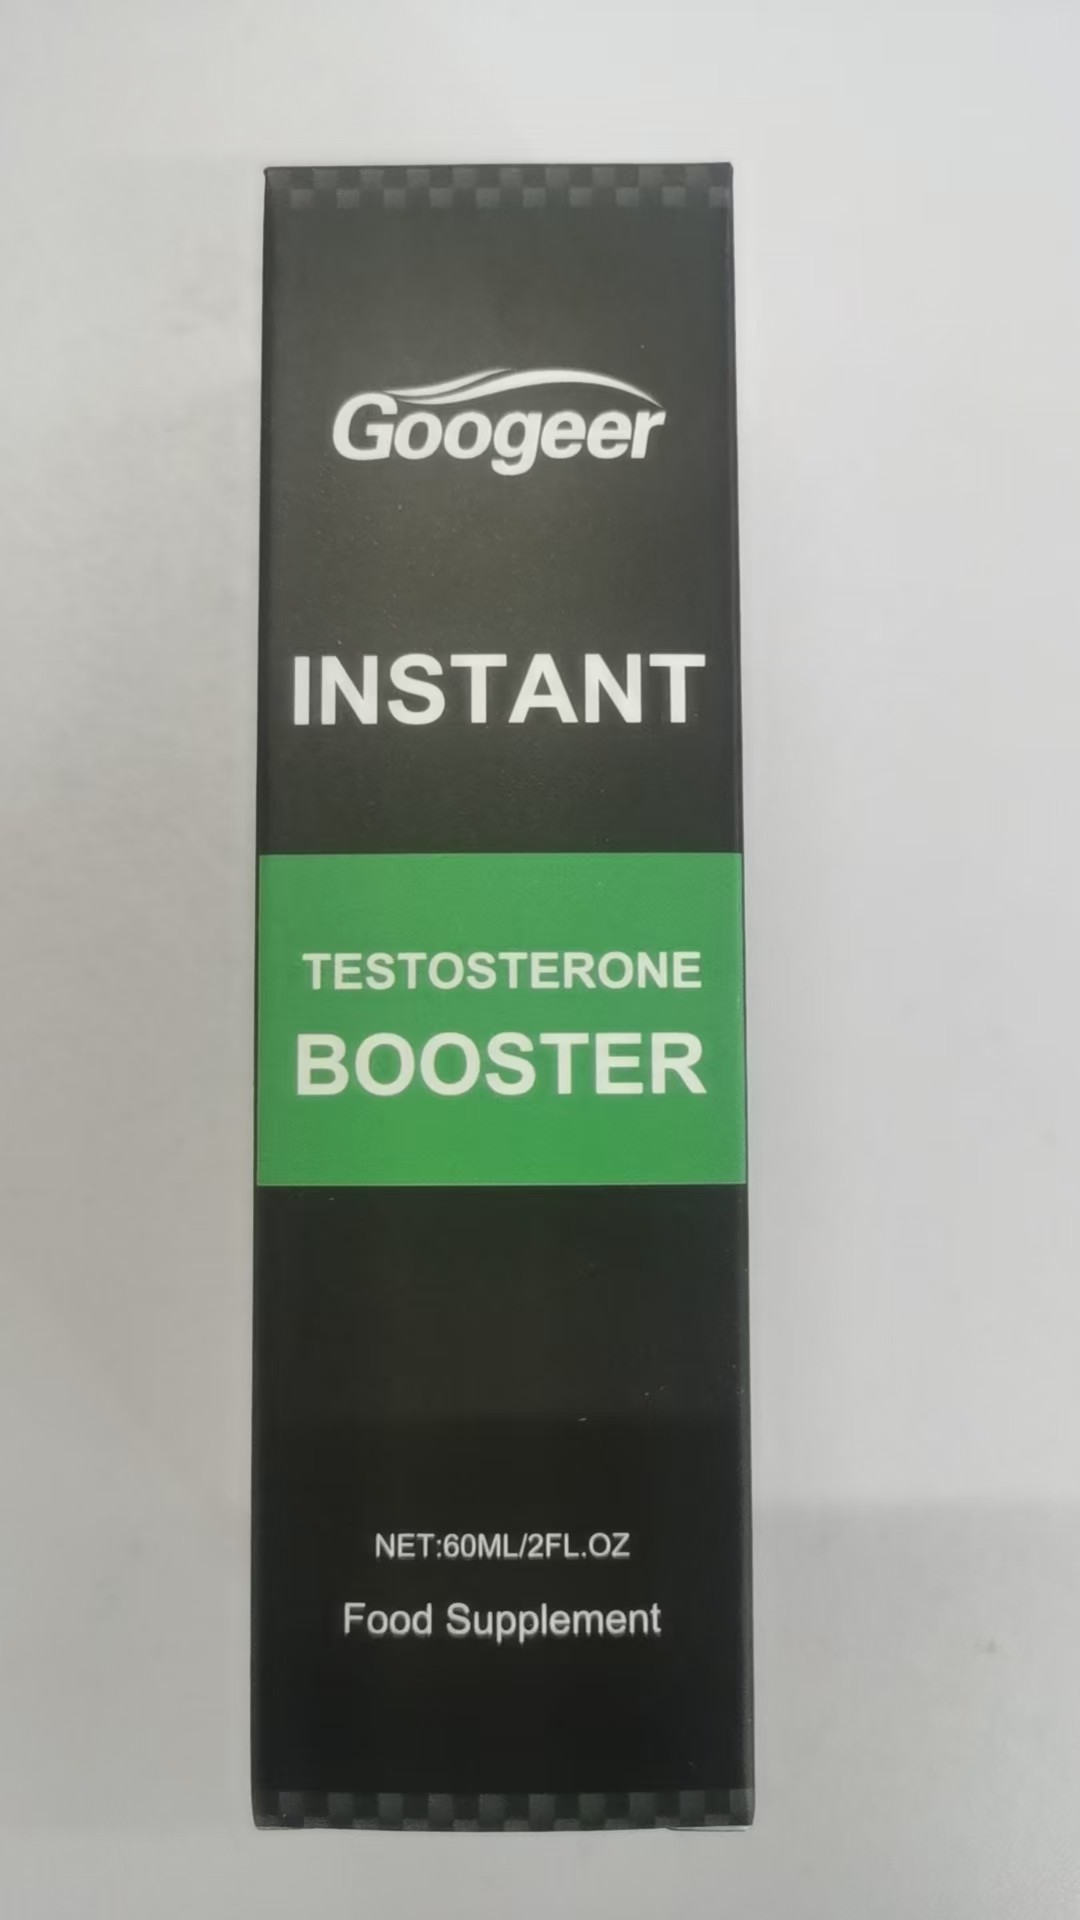 Googeer
INSTANT
TESTOSTERONE
BOOSTER
NET:60ML/2FL.OZ
Food Supplement